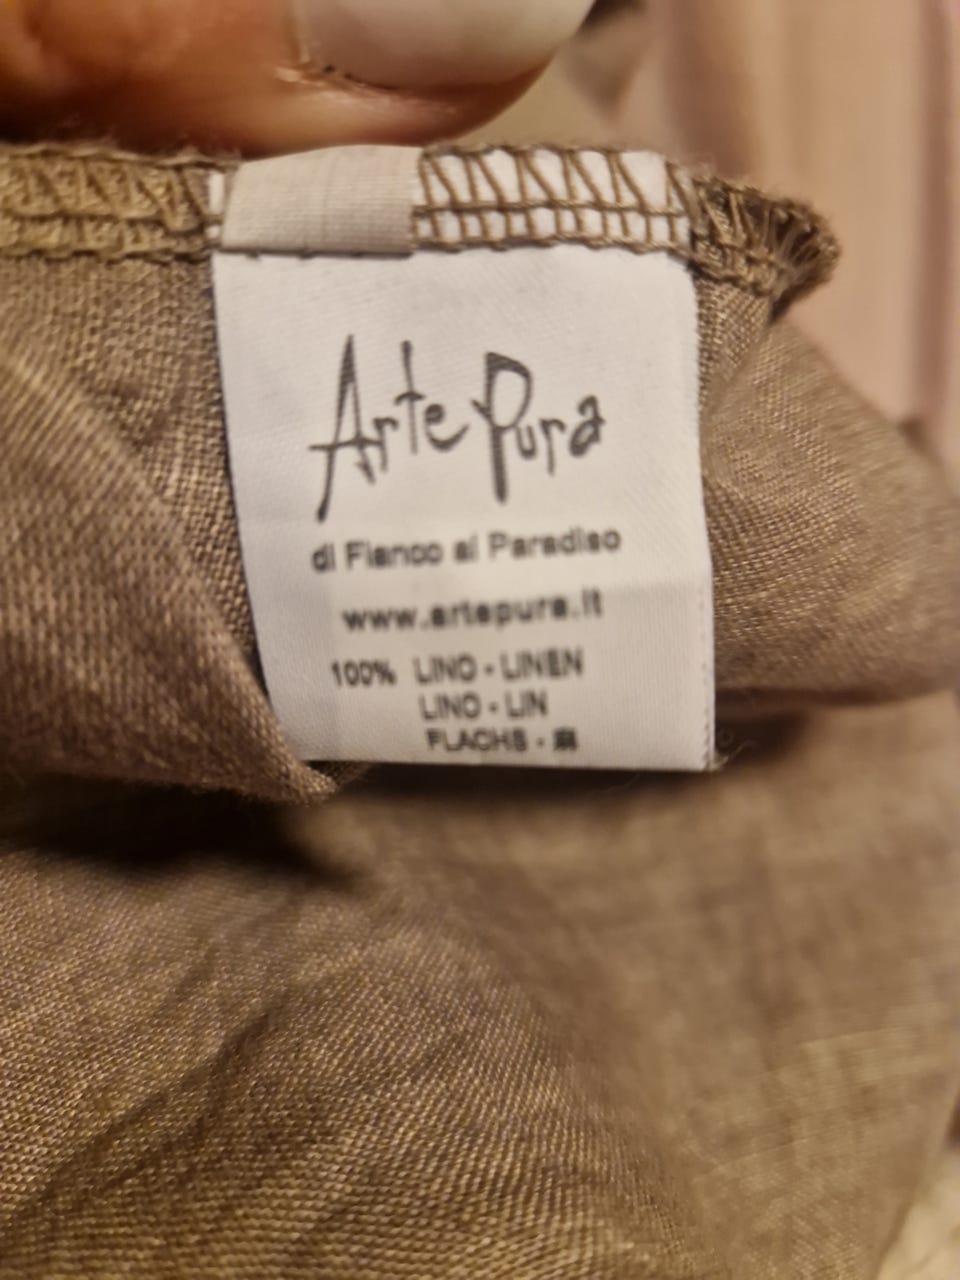 Arte Pura
di Fianco al Paradiso
www.artepura.it
100% LINO - LINEN
LINO - LIN
FLACHS - 麻